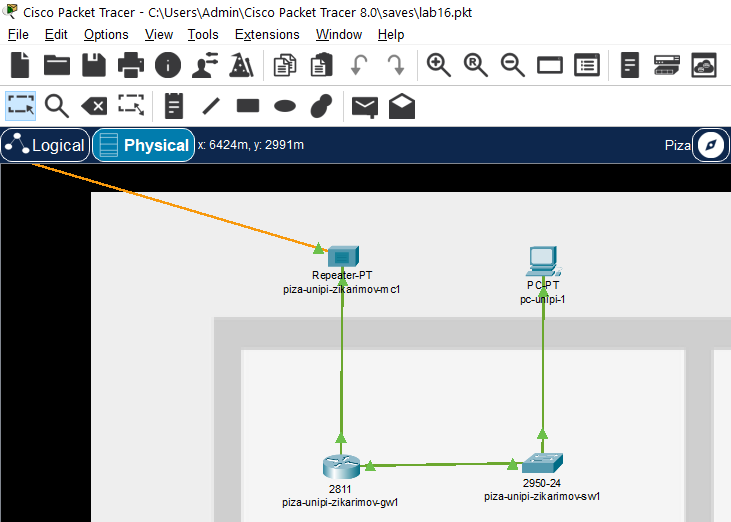 Cisco Packet Tracer - C:\Users\Admin\Cisco Packet Tracer 8.0\saves\lab16.pkt
File Edit Options View Tools Extensions Window Help
Logical Physical x: 6424m, y: 2991m Piza
Repeater-PT
piza-unipi-zikarimov-mc1
PC-PT
pc-unipi-1
2811
piza-unipi-zikarimov-gw1
2950-24
piza-unipi-zikarimov-sw1